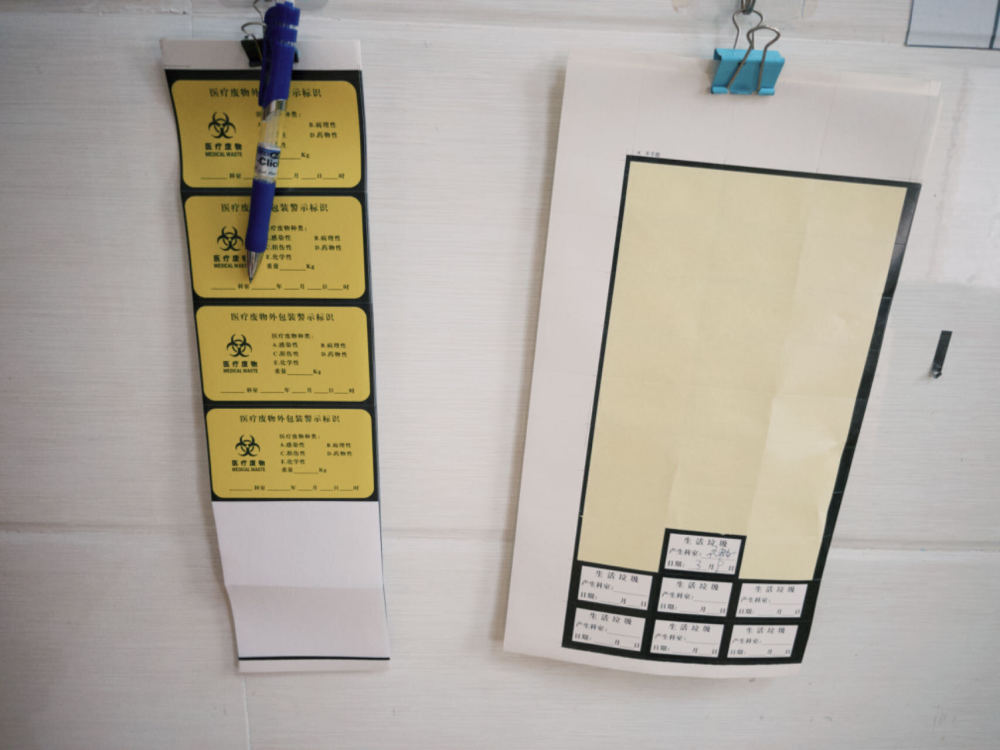 医疗废物外 示标识
B.病理性
D.药物性
Kg
医疗废物
MEDICAL WASTE
科室 月 日 时
Clic
医疗废 包装警示标识
医疗废物种类:
A.感染性 B.病理性
C.损伤性 D.药物性
E.化学性
重量 Kg
医疗废物
MEDICAL WASTE
科室 年 月 日 时
医疗废物外包装警示标识
医疗废物种类:
A.感染性 B.病理性
C.损伤性 D.药物性
E.化学性
重量 Kg
医疗废物
MEDICAL WASTE
科室 年 月 日 时
医疗废物外包装警示标识
医疗废物种类:
A.感染性 B.病理性
C.损伤性 D.药物性
E.化学性
重量 Kg
医疗废物
MEDICAL WASTE
科室 年 月 日 时
生活垃圾
产生科室:
日期: 3 月 日
生活垃圾
产生科室:
日期: 月 日
生活垃圾
产生科室:
日期: 月 日
生活垃圾
产生科室:
日期: 月 日
生活垃圾
产生科室:
日期: 月 日
生活垃圾
产生科室:
日期: 月 日
生活垃圾
产生科室:
日期: 月 日